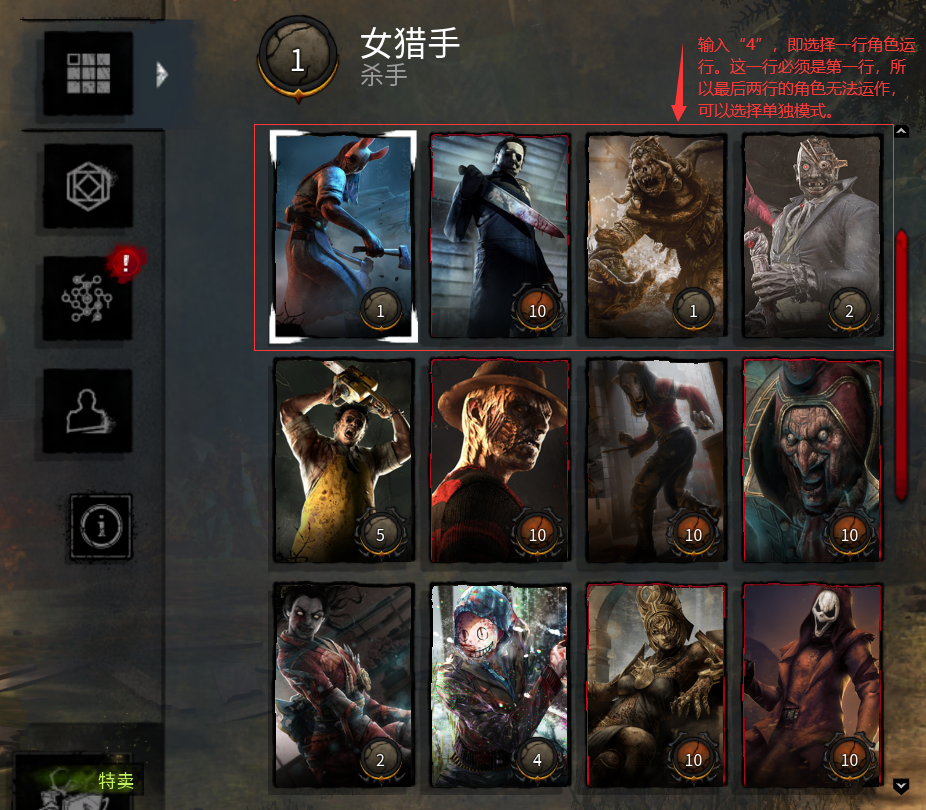 1
女猎手
杀手
输入“4”，即选择一行角色运
行。这一行必须是第一行，所
以最后两行的角色无法运作，
可以选择单独模式。
!
1
10
1
2
5
10
10
10
2
4
10
10
特卖